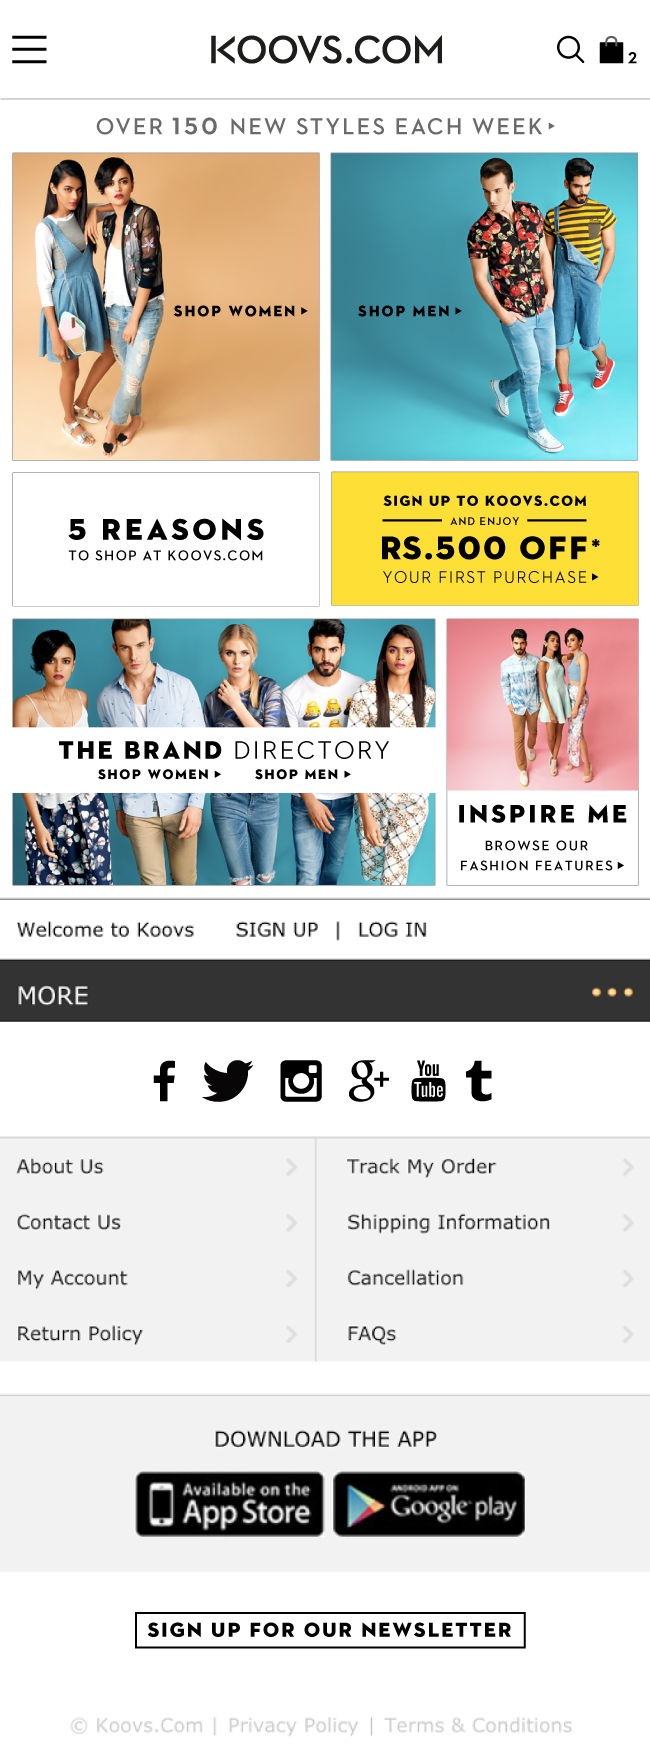 KOOVS.COM
2
OVER 150 NEW STYLES EACH WEEK
SHOP WOMEN
SHOP MEN
5 REASONS
TO SHOP AT KOOVS.COM
SIGN UP TO KOOVS.COM
AND ENJOY
RS.500 OFF*
YOUR FIRST PURCHASE
THE BRAND DIRECTORY
SHOP WOMEN SHOP MEN
INSPIRE ME
BROWSE OUR
FASHION FEATURES
Welcome to Koovs SIGN UP | LOG IN
MORE
You
Tube
About Us
Track My Order
Contact Us
Shipping Information
My Account
Cancellation
Return Policy
FAQs
DOWNLOAD THE APP
Available on the
App Store
ANDROID APP ON
Google play
SIGN UP FOR OUR NEWSLETTER
© Koovs.Com | Privacy Policy | Terms & Conditions